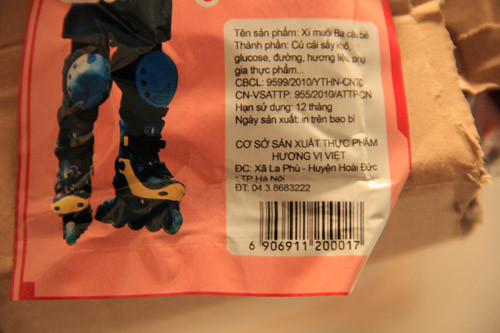 Tên sản phẩm: Xí muội Ba cậu bé
Thành phần: Củ cải sấy khô,
glucose, đường, hương liệu, phụ
gia thực phẩm...
CBCL: 9599/2010/YTHN-CNTC
CN-VSATTP: 955/2010/ATTP-CN
Hạn sử dụng: 12 tháng
Ngày sản xuất: in trên bao bì
CƠ SỞ SẢN XUẤT THỰC PHẨM
HƯƠNG VỊ VIỆT
ĐC: Xã La Phù - Huyện Hoài Đức
- TP Hà Nội
ĐT: 04.3.8683222
6 906911 200017